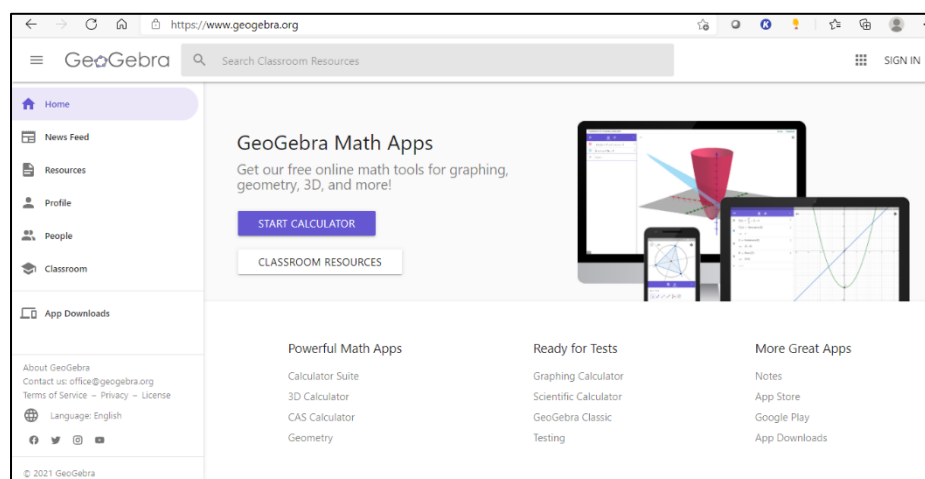 https://www.geogebra.org
GeoGebra
Search Classroom Resources
SIGN IN
Home
News Feed
Resources
Profile
People
Classroom
App Downloads
About GeoGebra
Contact us: office@geogebra.org
Terms of Service – Privacy – License
Language: English
© 2021 GeoGebra
GeoGebra Math Apps
Get our free online math tools for graphing,
geometry, 3D, and more!
START CALCULATOR
CLASSROOM RESOURCES
Powerful Math Apps
Calculator Suite
3D Calculator
CAS Calculator
Geometry
Ready for Tests
Graphing Calculator
Scientific Calculator
GeoGebra Classic
Testing
More Great Apps
Notes
App Store
Google Play
App Downloads